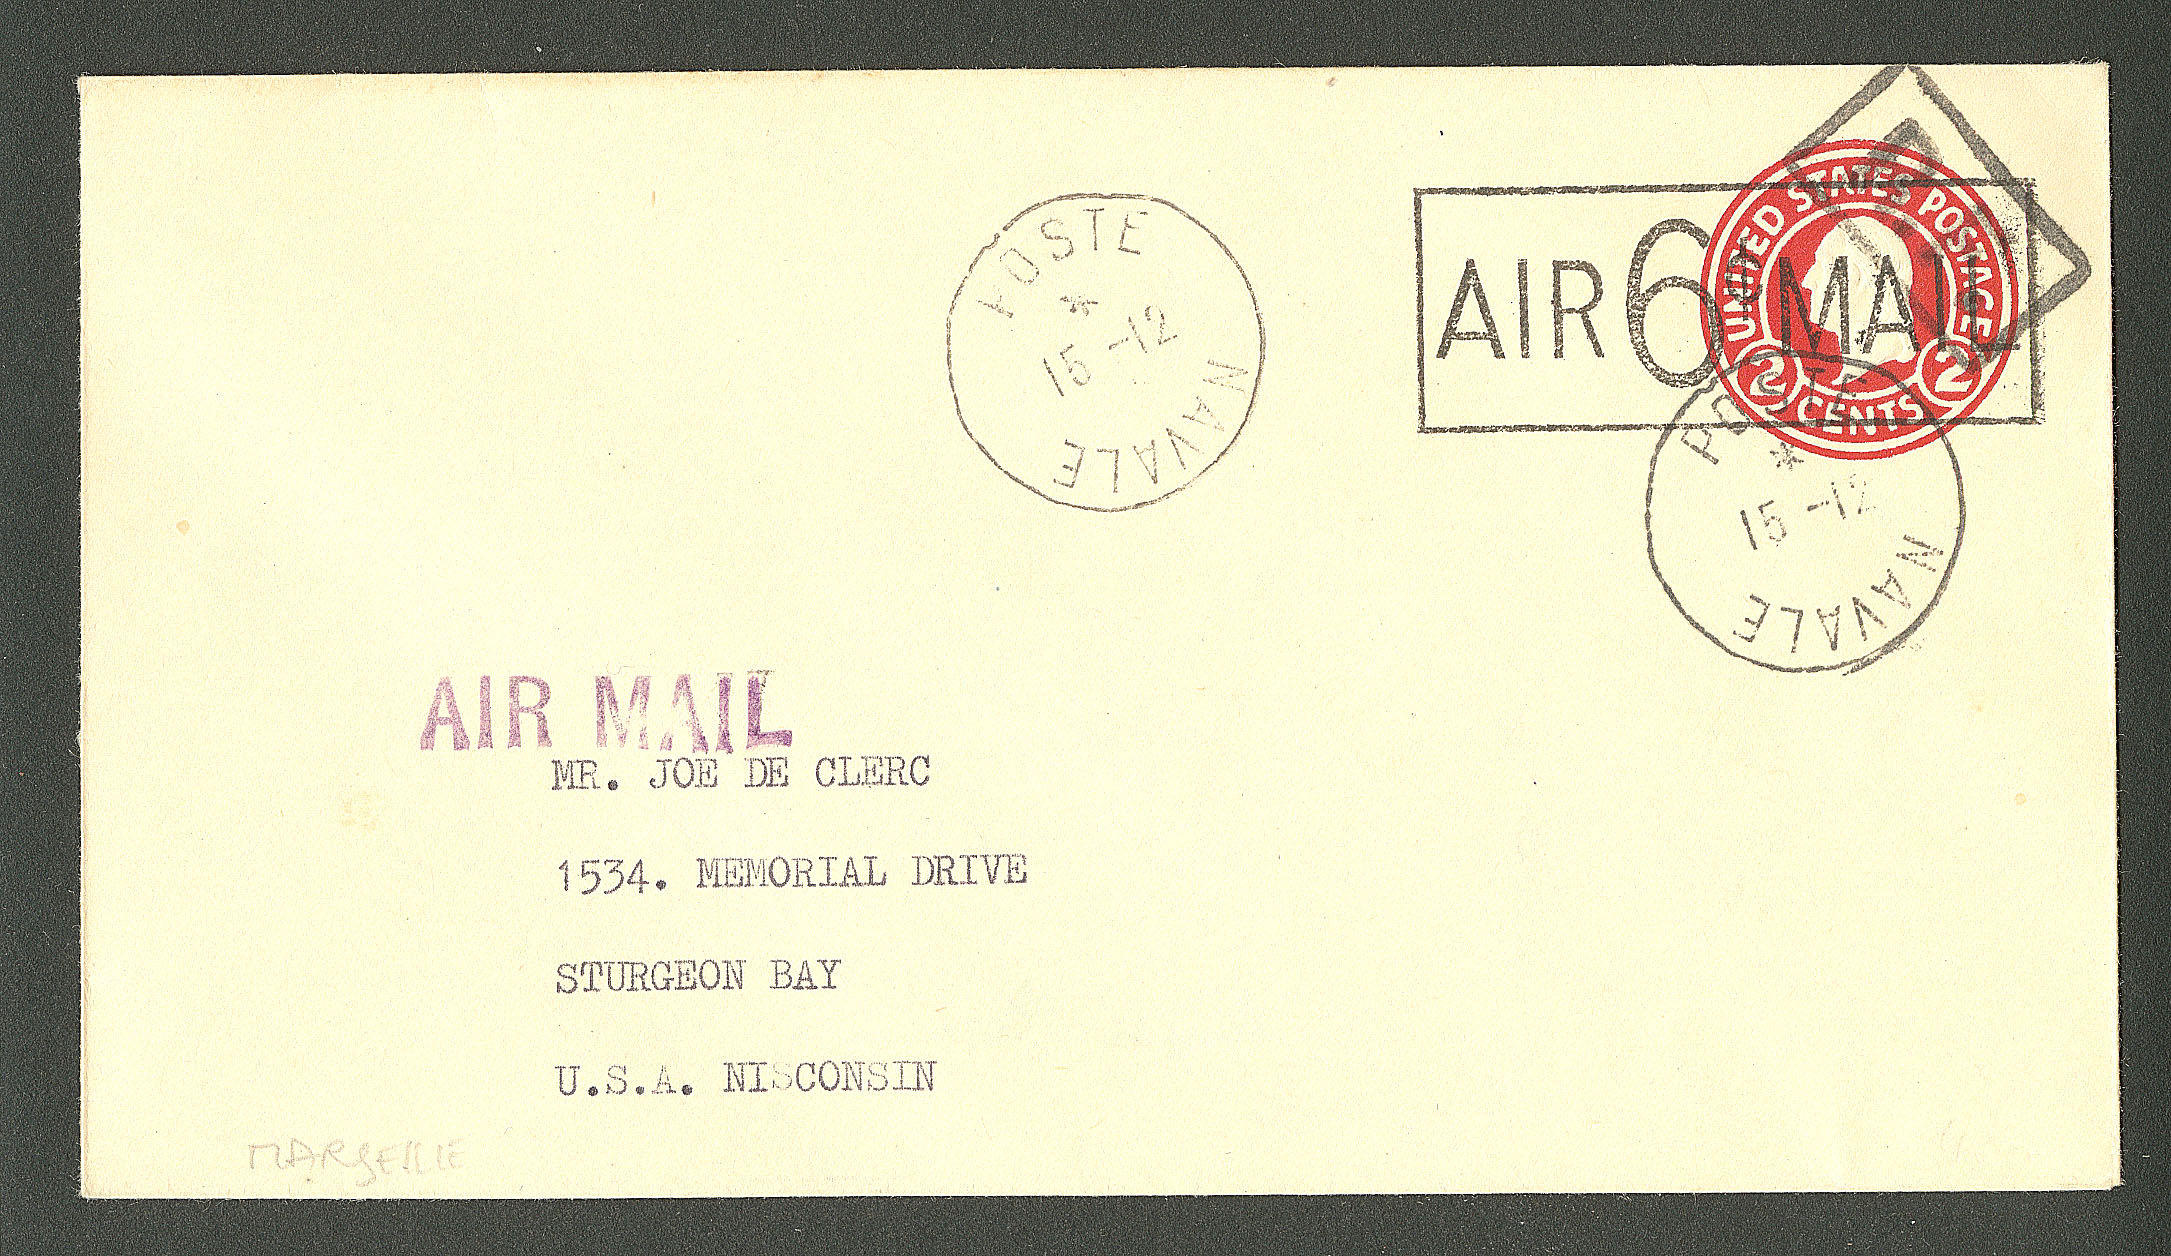 POSTE NAVALE
*
15 -12
AIR 6¢ MAIL
UNITED STATES POSTAGE
2 CENTS 2
POSTE NAVALE
*
15 -12
AIR MAIL
MR. JOE DE CLERC
1534. MEMORIAL DRIVE
STURGEON BAY
U.S.A. NISCONSIN
MARSEILLE